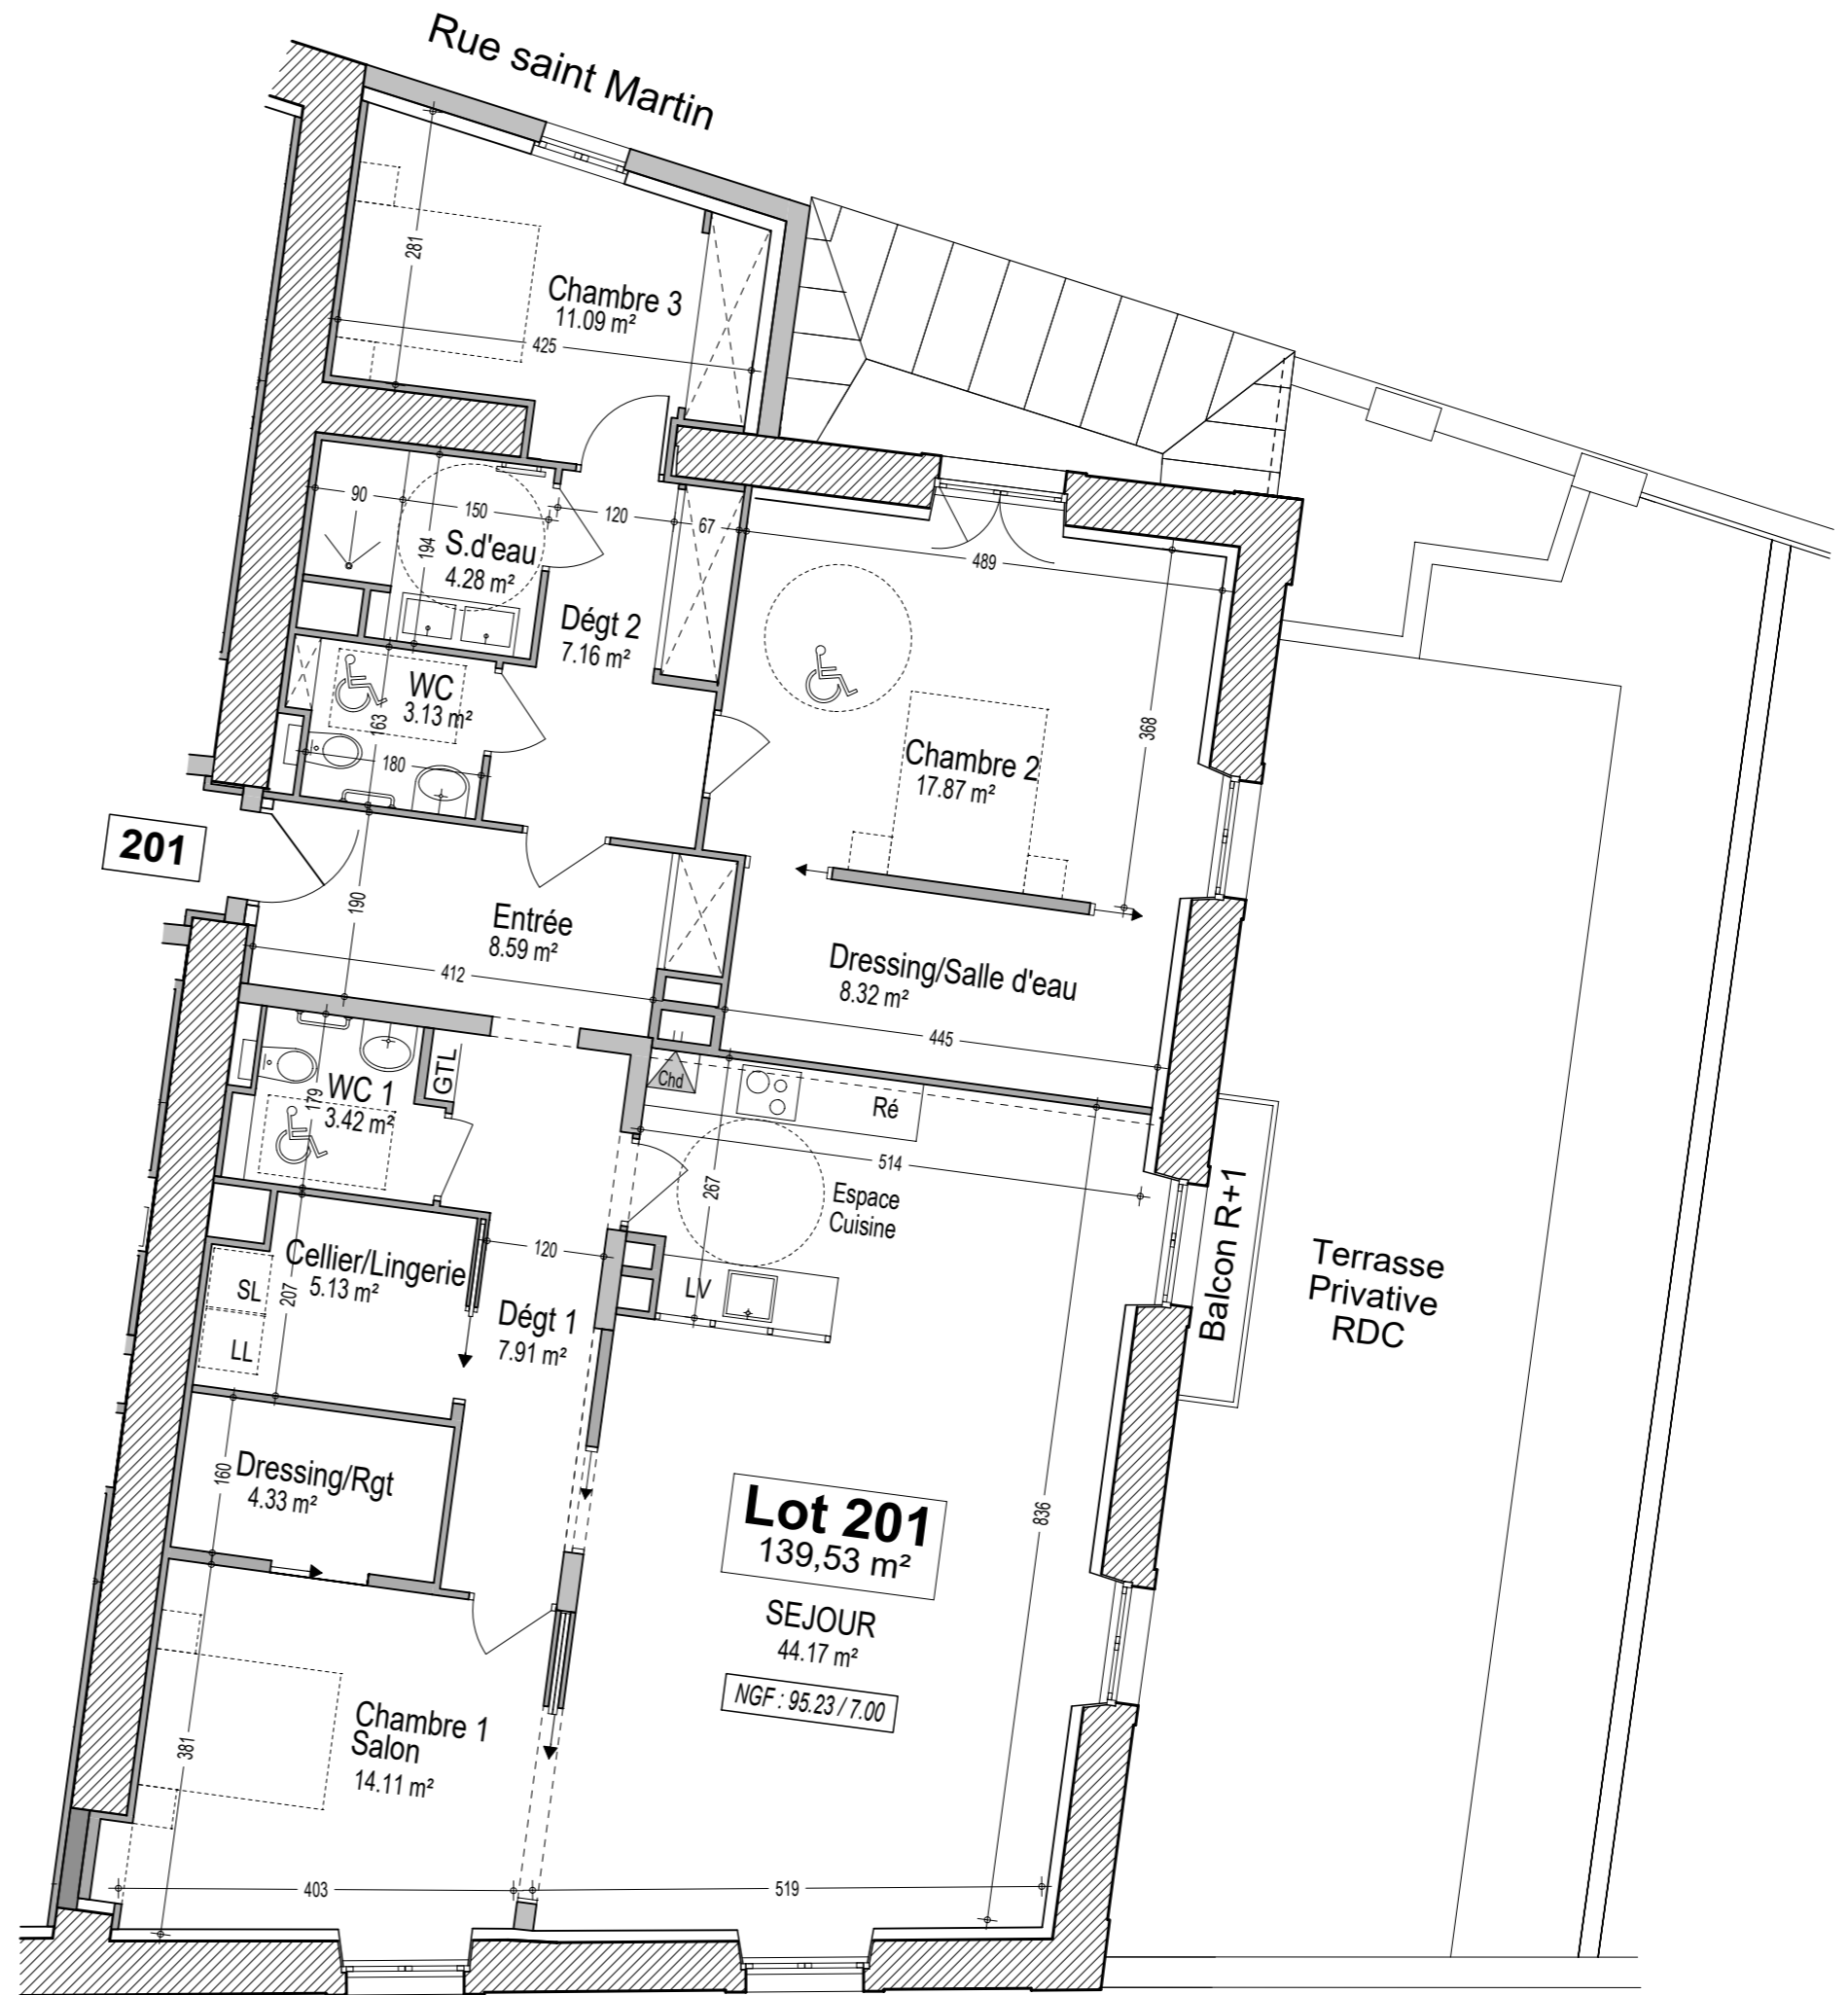 Rue saint Martin
281
Chambre 3
11.09 m²
425
90
150
120
67
194
S.d'eau
4.28 m²
489
Dégt 2
7.16 m²
WC
3.13 m²
163
180
368
Chambre 2
17.87 m²
201
190
Entrée
8.59 m²
412
Dressing/Salle d'eau
8.32 m²
445
GTL
WC 1
3.42 m²
179
Chd
Ré
514
267
Espace
Cuisine
Balcon R+1
Terrasse
Privative
RDC
120
Cellier/Lingerie
5.13 m²
SL
207
LL
LV
Dégt 1
7.91 m²
Dressing/Rgt
4.33 m²
160
Lot 201
139,53 m²
836
SEJOUR
44.17 m²
NGF : 95.23 / 7.00
Chambre 1
Salon
14.11 m²
381
403
519